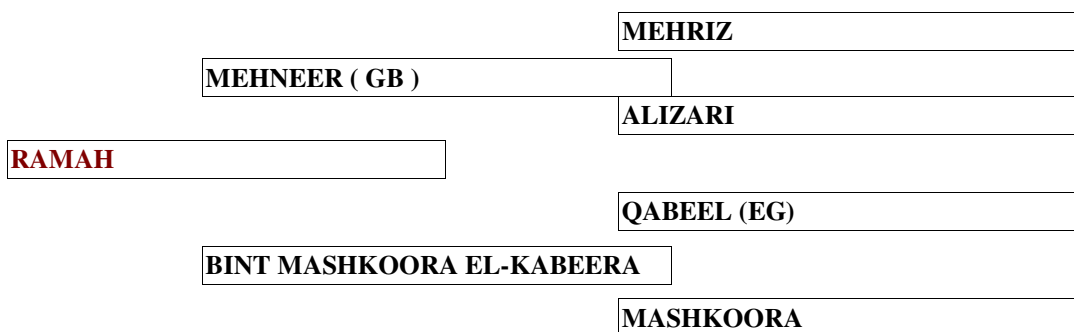 MEHRIZ
MEHNEER ( GB )
ALIZARI
RAMAH
QABEEL (EG)
BINT MASHKOORA EL-KABEERA
MASHKOORA